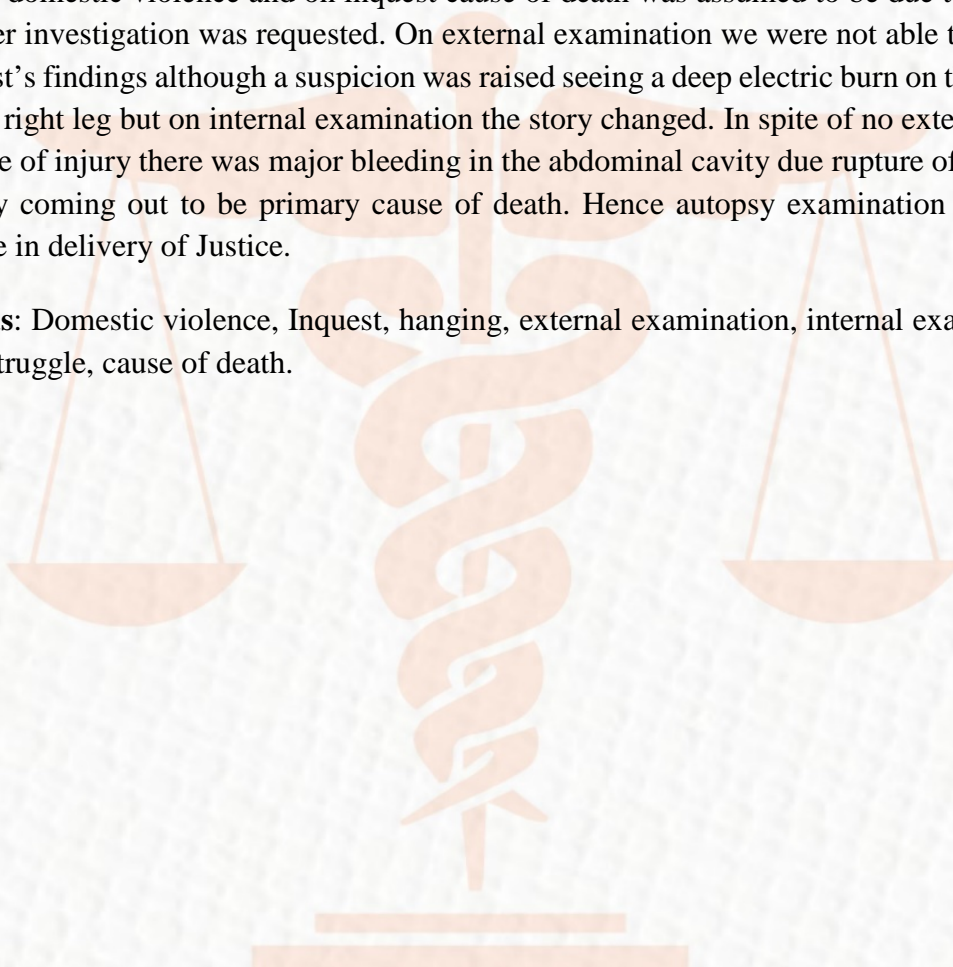 domestic violence and on inquest cause of death was assumed to be due t
er investigation was requested. On external examination we were not able t
st's findings although a suspicion was raised seeing a deep electric burn on t
right leg but on internal examination the story changed. In spite of no exte
e of injury there was major bleeding in the abdominal cavity due rupture of
y coming out to be primary cause of death. Hence autopsy examination
e in delivery of Justice.
s: Domestic violence, Inquest, hanging, external examination, internal exa
truggle, cause of death.